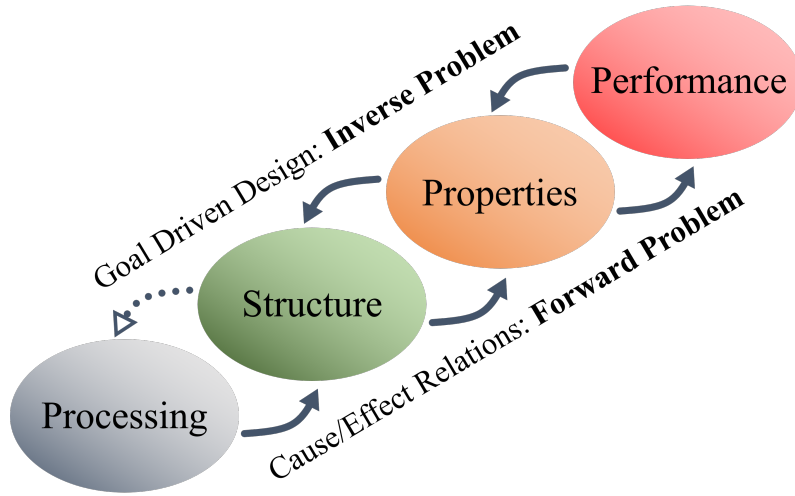 Performance
Goal Driven Design: Inverse Problem
Properties
Structure
Cause/Effect Relations: Forward Problem
Processing